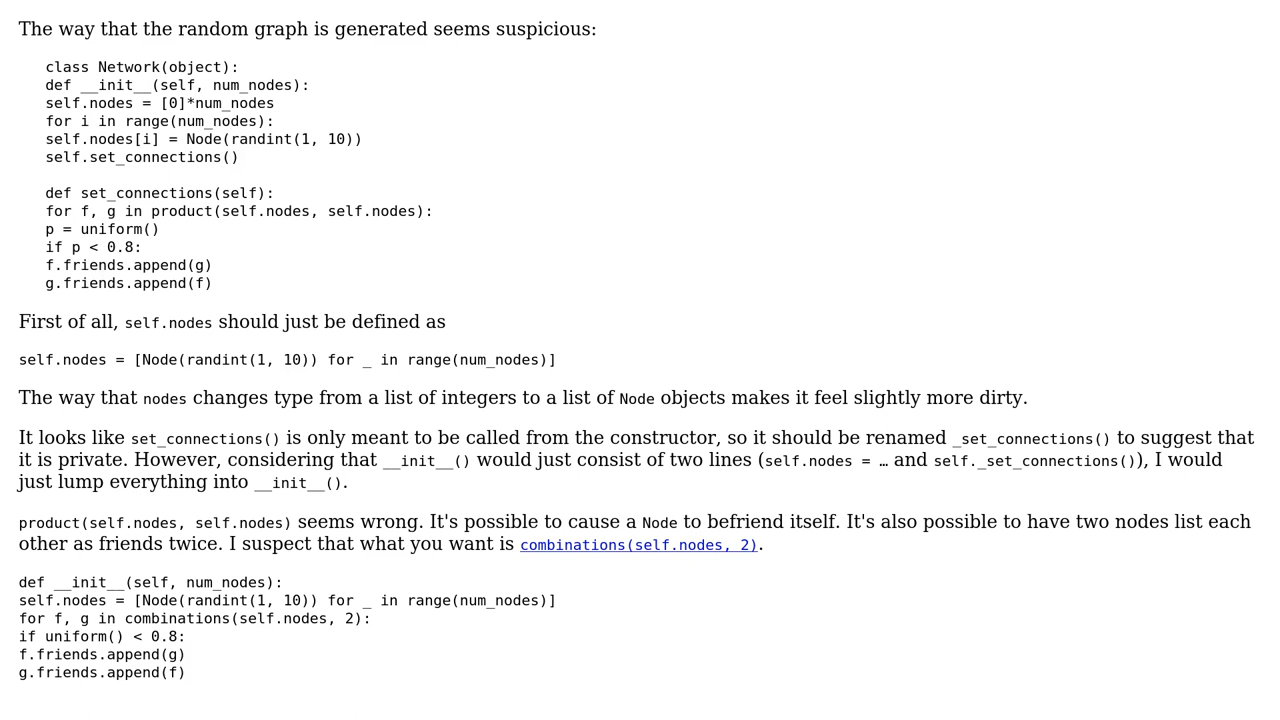 The way that the random graph is generated seems suspicious:
class Network(object):
def __init__(self, num_nodes):
self.nodes = [0]*num_nodes
for i in range(num_nodes):
self.nodes[i] = Node(randint(1, 10))
self.set_connections()
def set_connections(self):
for f, g in product(self.nodes, self.nodes):
p = uniform()
if p < 0.8:
f.friends.append(g)
g.friends.append(f)
First of all, self.nodes should just be defined as
self.nodes = [Node(randint(1, 10)) for _ in range(num_nodes)]
The way that nodes changes type from a list of integers to a list of Node objects makes it feel slightly more dirty.
It looks like set_connections() is only meant to be called from the constructor, so it should be renamed _set_connections() to suggest that
it is private. However, considering that __init__() would just consist of two lines (self.nodes = … and self._set_connections()), I would
just lump everything into __init__().
product(self.nodes, self.nodes) seems wrong. It's possible to cause a Node to befriend itself. It's also possible to have two nodes list each
other as friends twice. I suspect that what you want is combinations(self.nodes, 2).
def __init__(self, num_nodes):
self.nodes = [Node(randint(1, 10)) for _ in range(num_nodes)]
for f, g in combinations(self.nodes, 2):
if uniform() < 0.8:
f.friends.append(g)
g.friends.append(f)